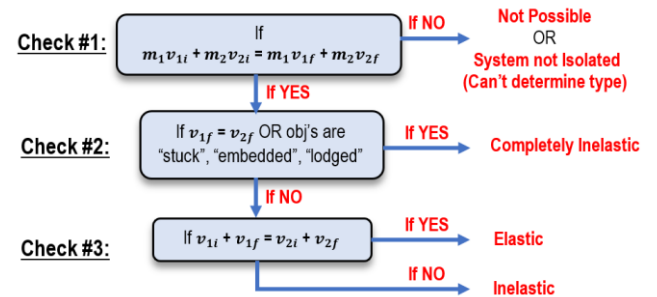 Check #1:
If
m₁v₁ᵢ + m₂v₂ᵢ = m₁v₁f + m₂v₂f
If NO
Not Possible
OR
System not Isolated
(Can't determine type)
If YES
Check #2:
If v₁f = v₂f OR obj's are
"stuck", "embedded", "lodged"
If YES
Completely Inelastic
If NO
Check #3:
If v₁ᵢ + v₁f = v₂ᵢ + v₂f
If YES
Elastic
If NO
Inelastic